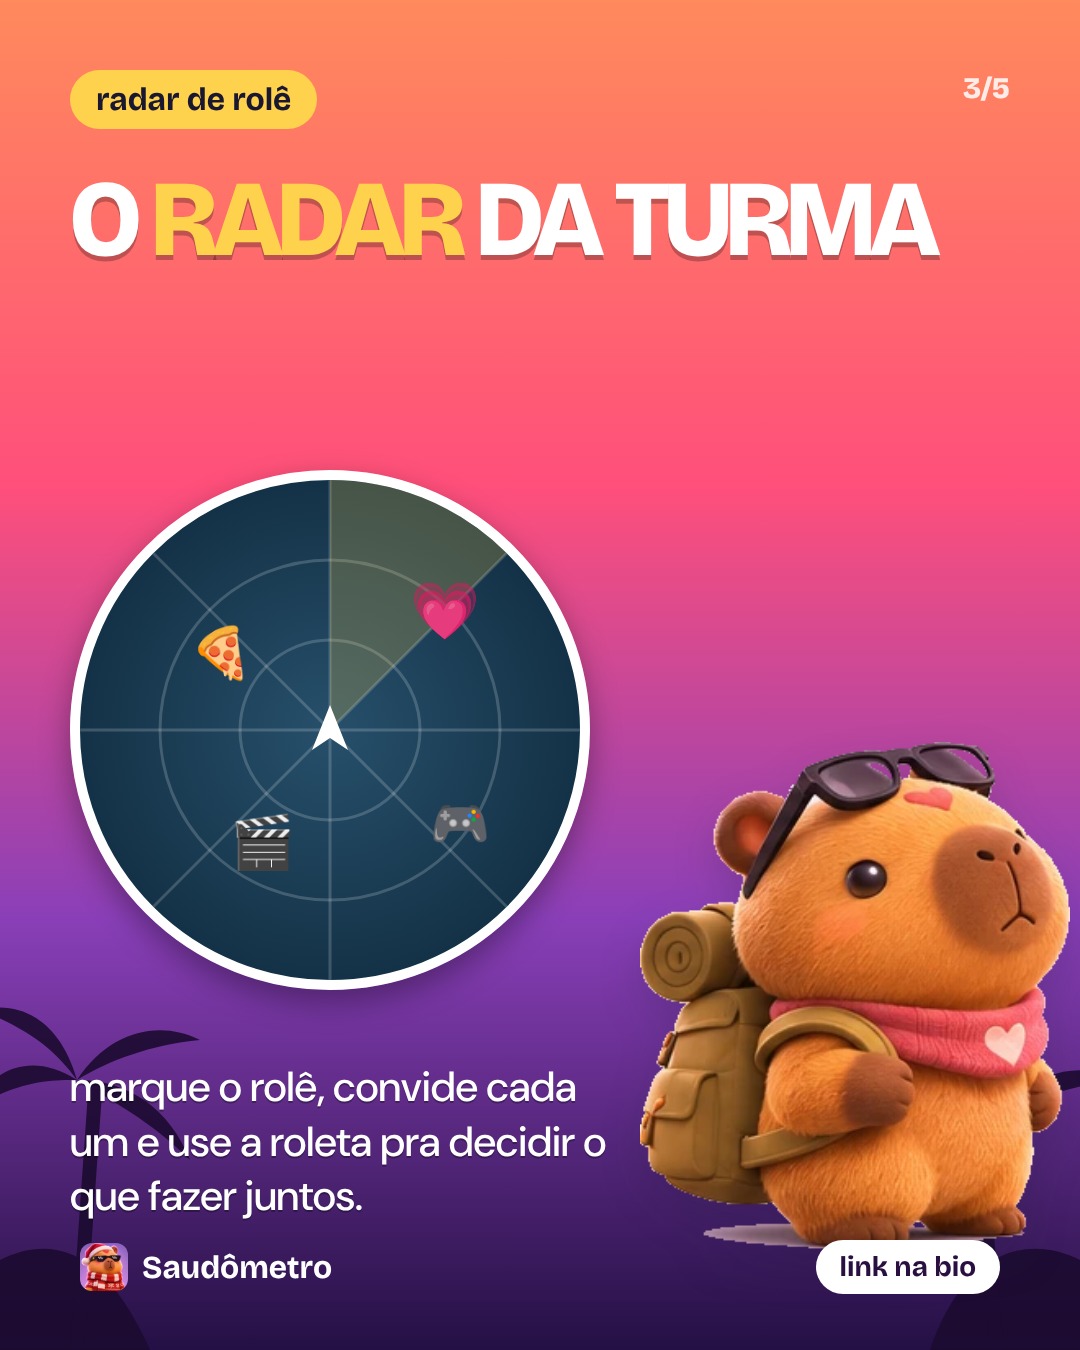 radar de rolê
3/5
O RADAR DA TURMA
marque o rolê, convide cada
um e use a roleta pra decidir o
que fazer juntos.
Saudômetro
link na bio